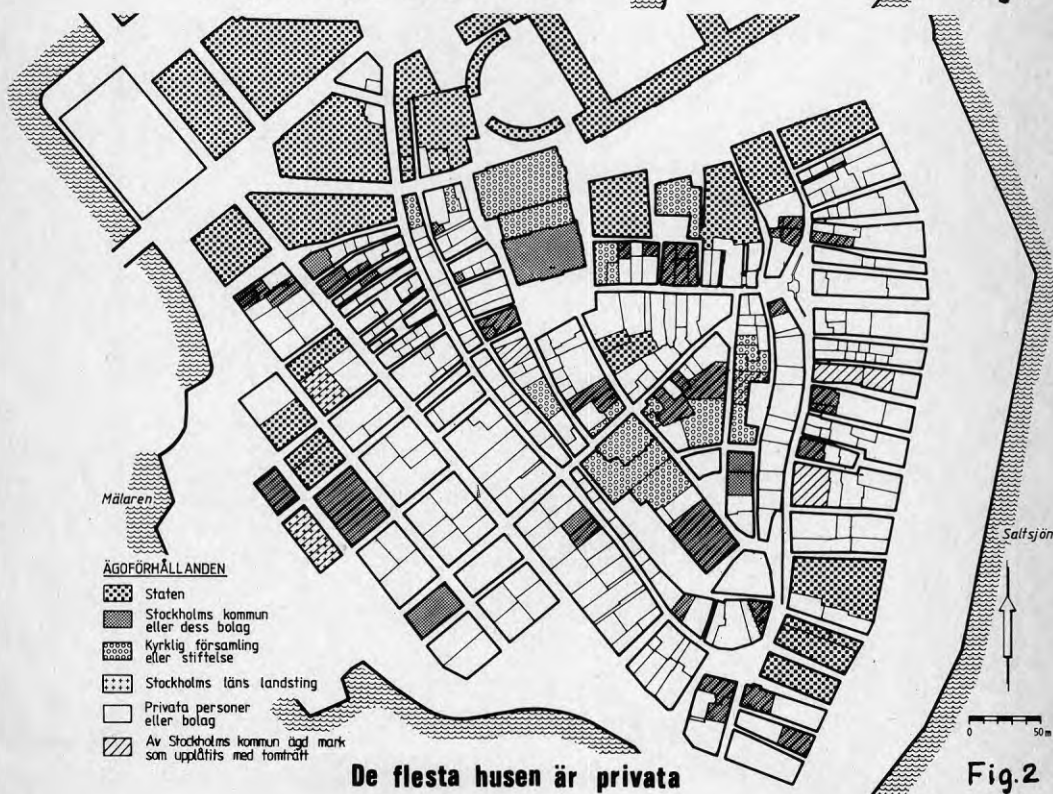 Mälaren
Saltsjön
ÄGOFÖRHÅLLANDEN
Staten
Stockholms kommun
eller dess bolag
Kyrklig församling
eller stiftelse
Stockholms läns landsting
Privata personer
eller bolag
Av Stockholms kommun ägd mark
som upplåtits med tomträtt
0 50m
De flesta husen är privata
Fig.2